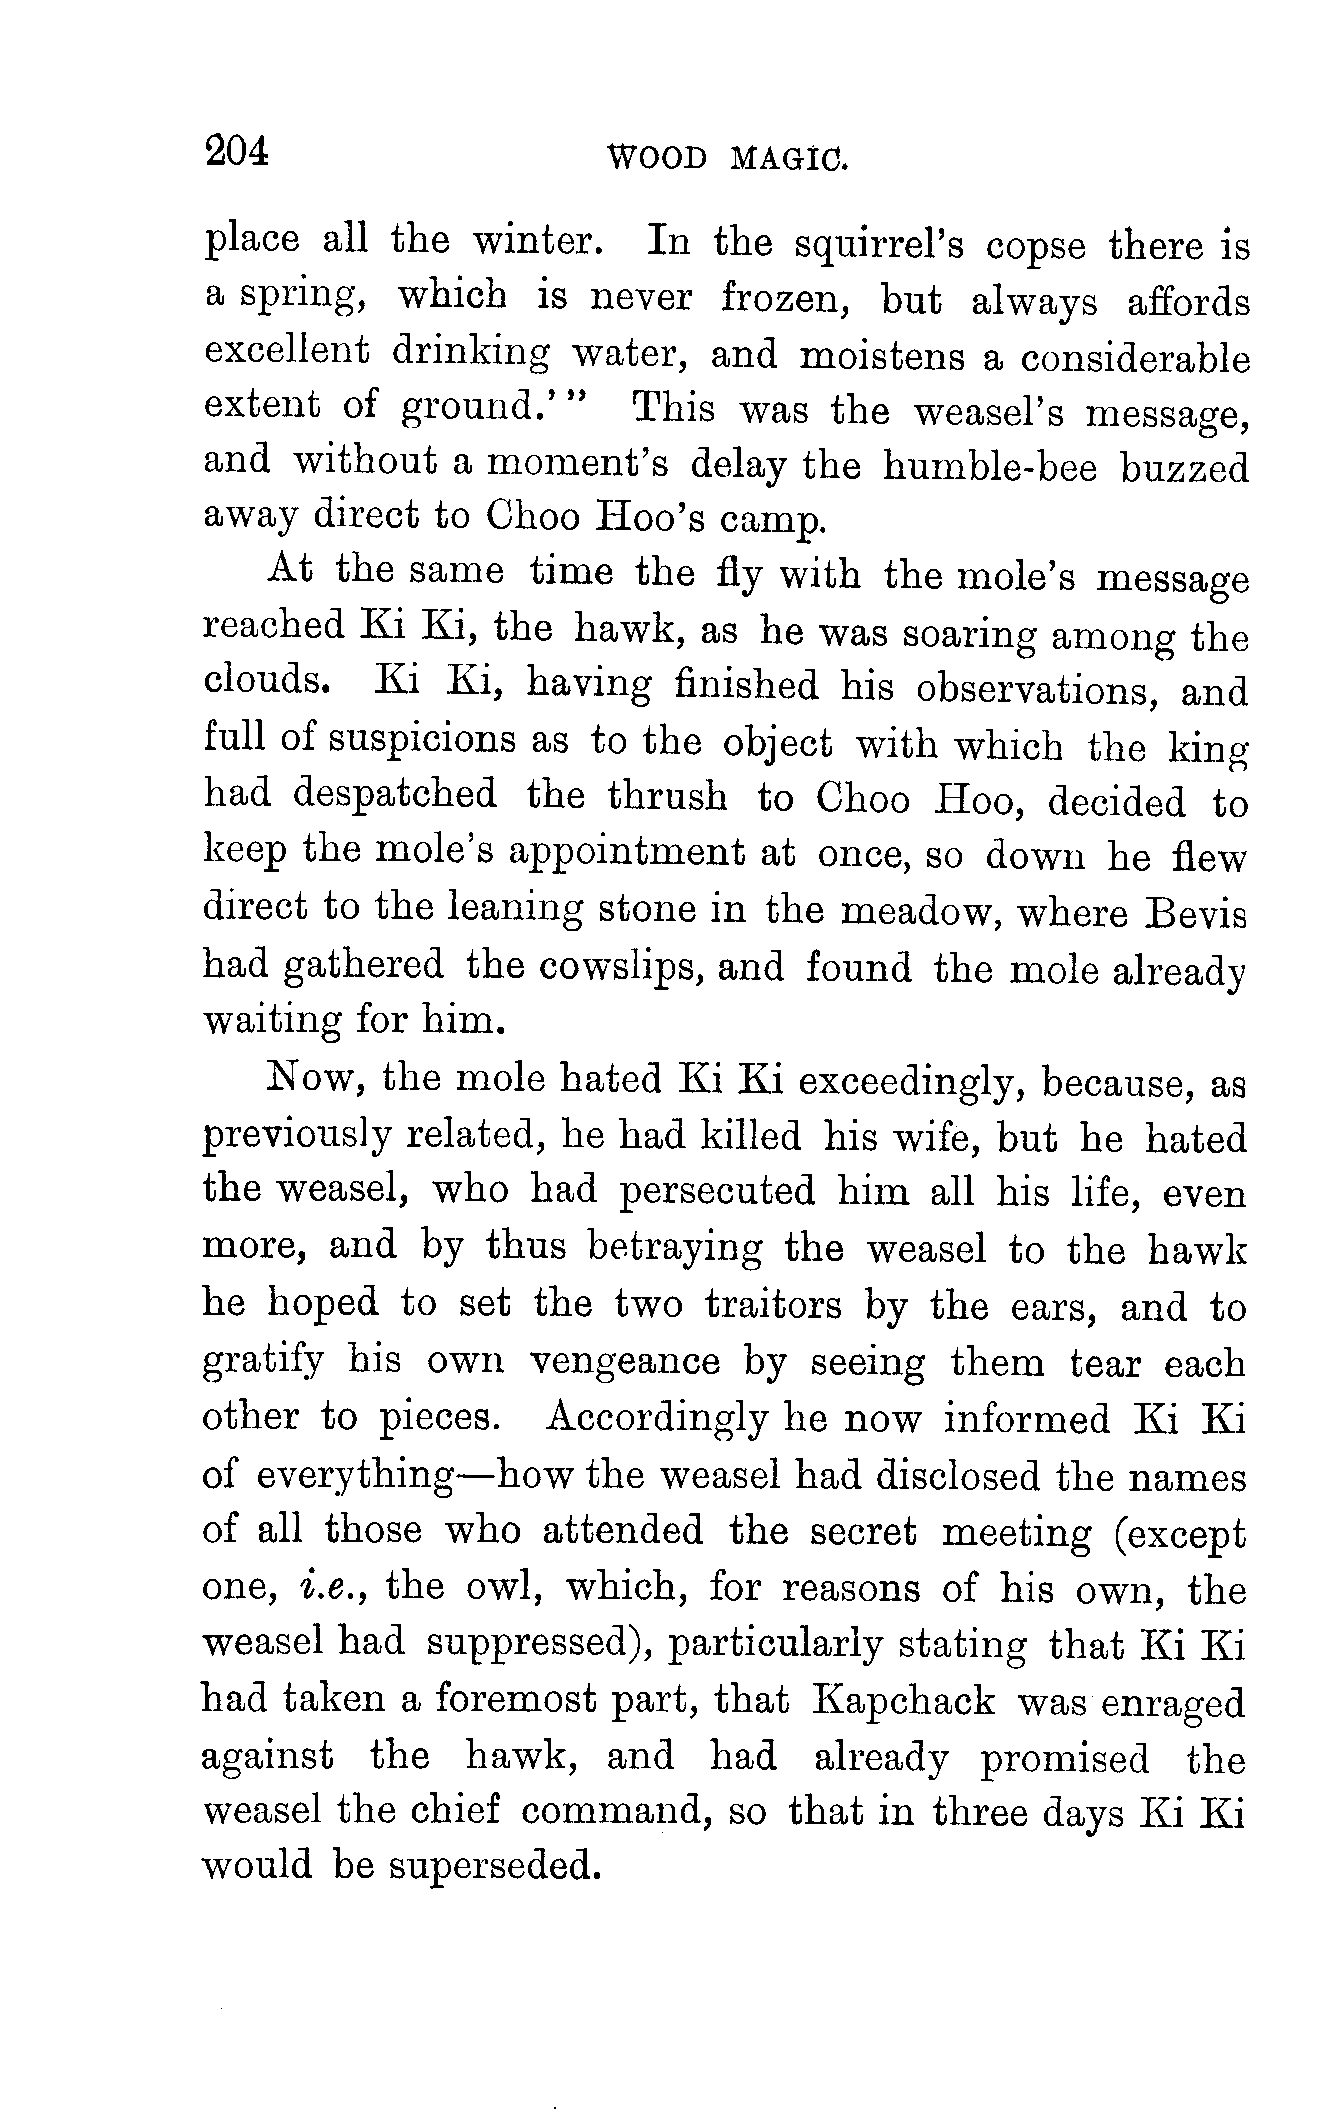 204 WOOD MAGIC.
place all the winter. In the squirrel's copse there is
a spring, which is never frozen, but always affords
excellent drinking water, and moistens a considerable
extent of ground.' " This was the weasel's message,
and without a moment's delay the humble-bee buzzed
away direct to Choo Hoo's camp.
At the same time the fly with the mole's message
reached Ki Ki, the hawk, as he was soaring among the
clouds. Ki Ki, having finished his observations, and
full of suspicions as to the object with which the king
had despatched the thrush to Choo Hoo, decided to
keep the mole's appointment at once, so down he flew
direct to the leaning stone in the meadow, where Bevis
had gathered the cowslips, and found the mole already
waiting for him.
Now, the mole hated Ki Ki exceedingly, because, as
previously related, he had killed his wife, but he hated
the weasel, who had persecuted him all his life, even
more, and by thus betraying the weasel to the hawk
he hoped to set the two traitors by the ears, and to
gratify his own vengeance by seeing them tear each
other to pieces. Accordingly he now informed Ki Ki
of everything—how the weasel had disclosed the names
of all those who attended the secret meeting (except
one, i.e., the owl, which, for reasons of his own, the
weasel had suppressed), particularly stating that Ki Ki
had taken a foremost part, that Kapchack was enraged
against the hawk, and had already promised the
weasel the chief command, so that in three days Ki Ki
would be superseded.